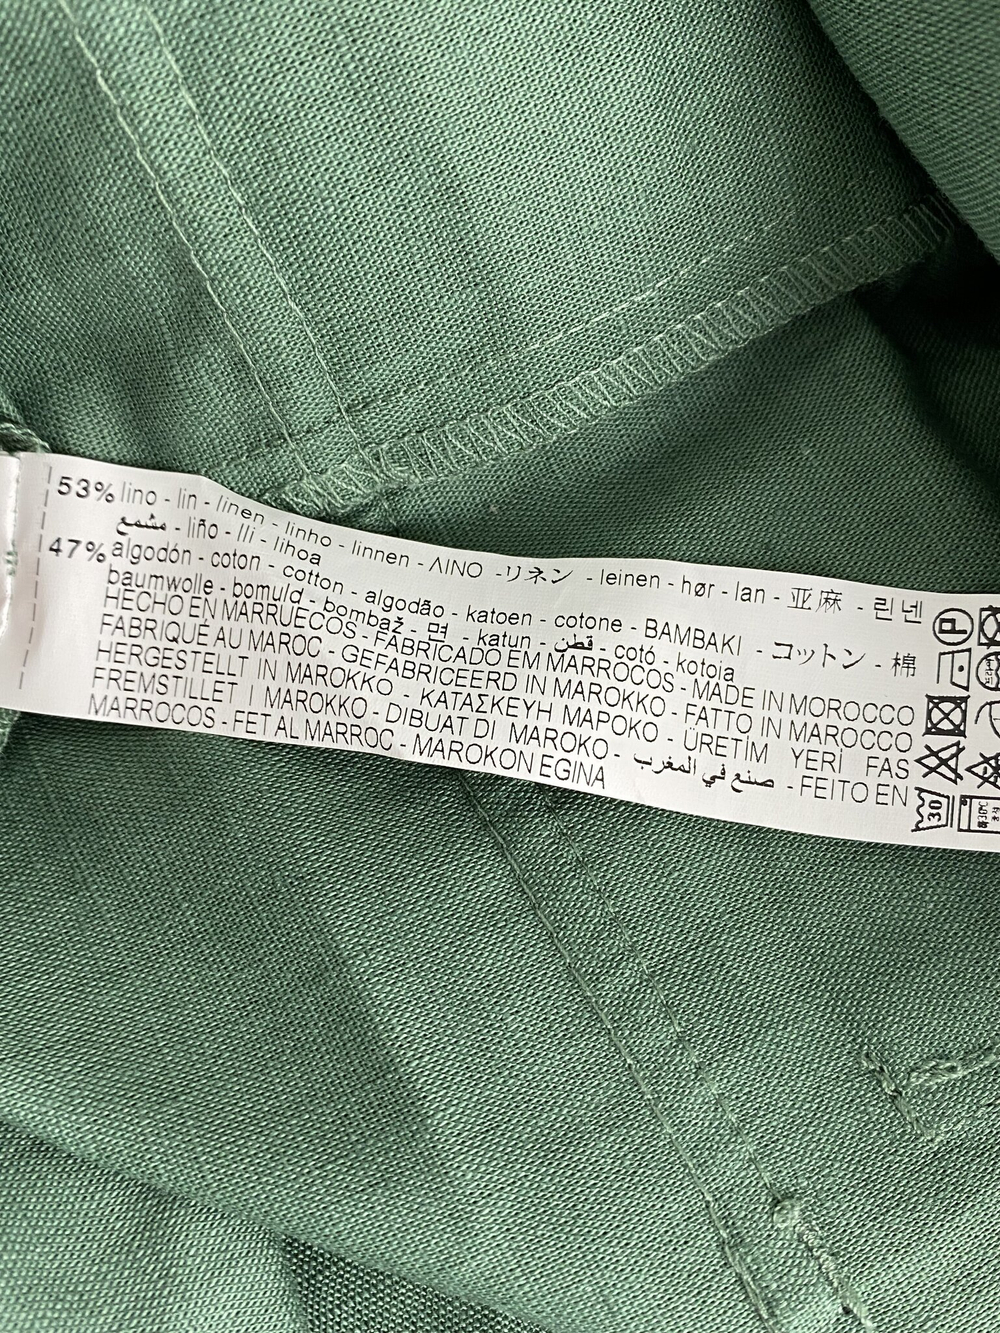 53% lino - lin - linen - linho - linnen - ΛΙΝΟ - リネン - leinen - hør - lan - 亚麻 - 린넨
مشمع - liño - lli - lihoa
47% algodón - coton - cotton - algodão - katoen - cotone - BAMBAKI - コットン - 棉
baumwolle - bomuld - bombaž - 면 - katun - قطن - cotó - kotoia
HECHO EN MARRUECOS - FABRICADO EM MARROCOS - MADE IN MOROCCO
FABRIQUÉ AU MAROC - GEFABRICEERD IN MAROKKO - FATTO IN MAROCCO
HERGESTELLT IN MAROKKO - ΚΑΤΑΣΚΕΥΗ ΜΑΡΟΚΟ - ÜRETİM YERİ FAS
FREMSTILLET I MAROKKO - DIBUAT DI MAROKO - صنع في المغرب - FEITO EN
MARROCOS - FET AL MARROC - MAROKON EGINA
P
30